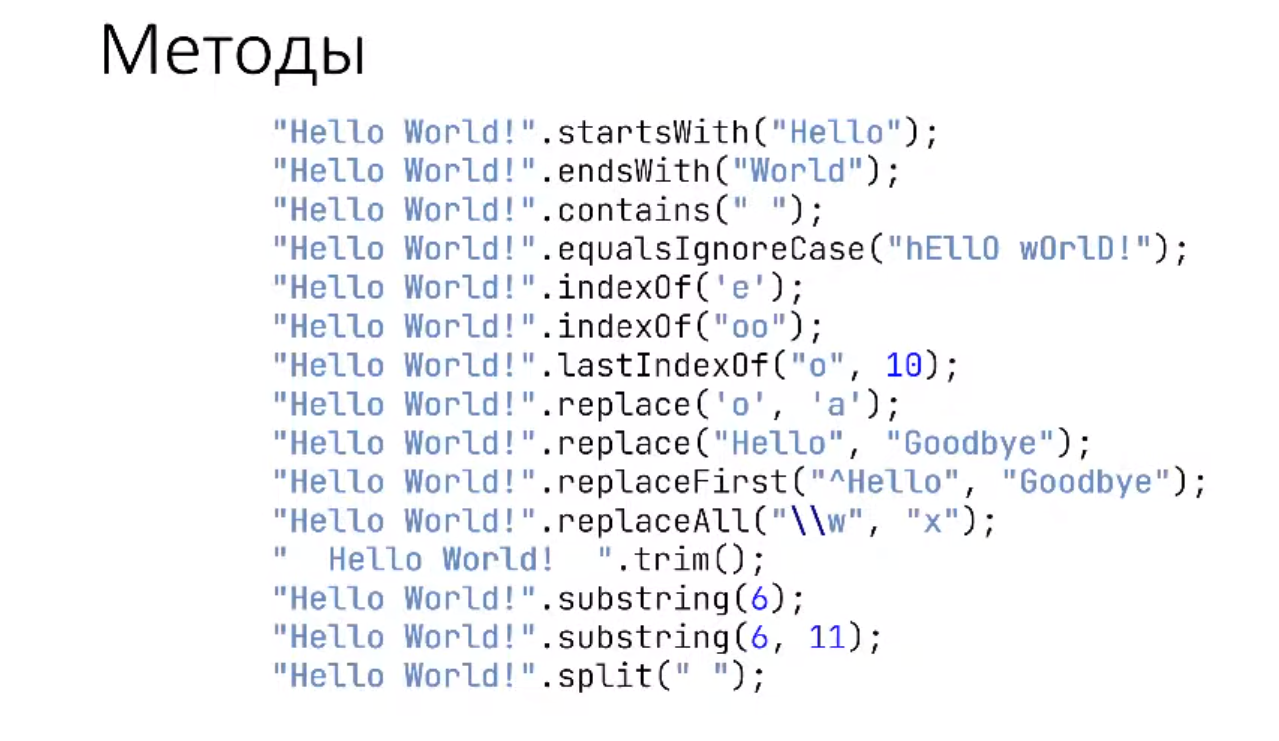 Методы
"Hello World!".startsWith("Hello");
"Hello World!".endsWith("World");
"Hello World!".contains(" ");
"Hello World!".equalsIgnoreCase("hEllO wOrlD!");
"Hello World!".indexOf('e');
"Hello World!".indexOf("oo");
"Hello World!".lastIndexOf("o", 10);
"Hello World!".replace('o', 'a');
"Hello World!".replace("Hello", "Goodbye");
"Hello World!".replaceFirst("^Hello", "Goodbye");
"Hello World!".replaceAll("\\w", "x");
"  Hello World!  ".trim();
"Hello World!".substring(6);
"Hello World!".substring(6, 11);
"Hello World!".split(" ");